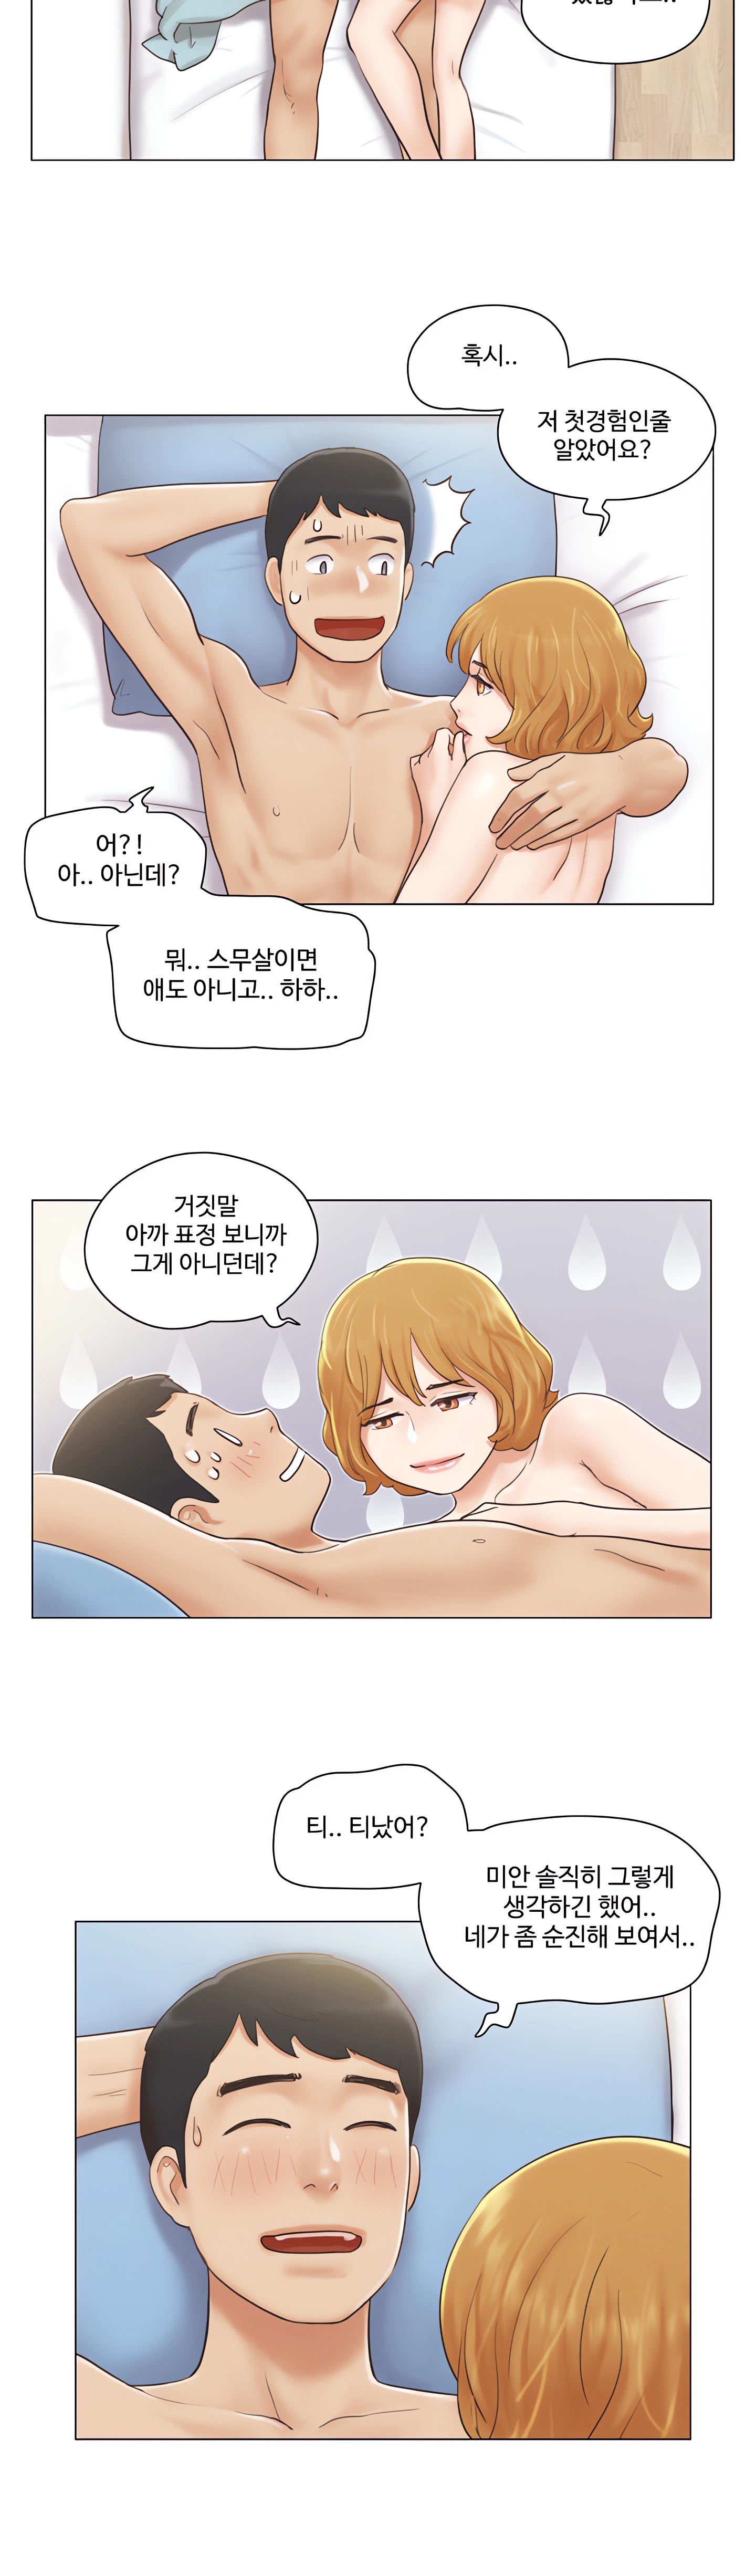 혹시..
저 첫경험인줄
알았어요?
어?!
아.. 아닌데?
뭐.. 스무살이면
애도 아니고.. 하하..
거짓말
아까 표정 보니까
그게 아니던데?
티.. 티났어?
미안 솔직히 그렇게
생각하긴 했어..
네가 좀 순진해 보여서..